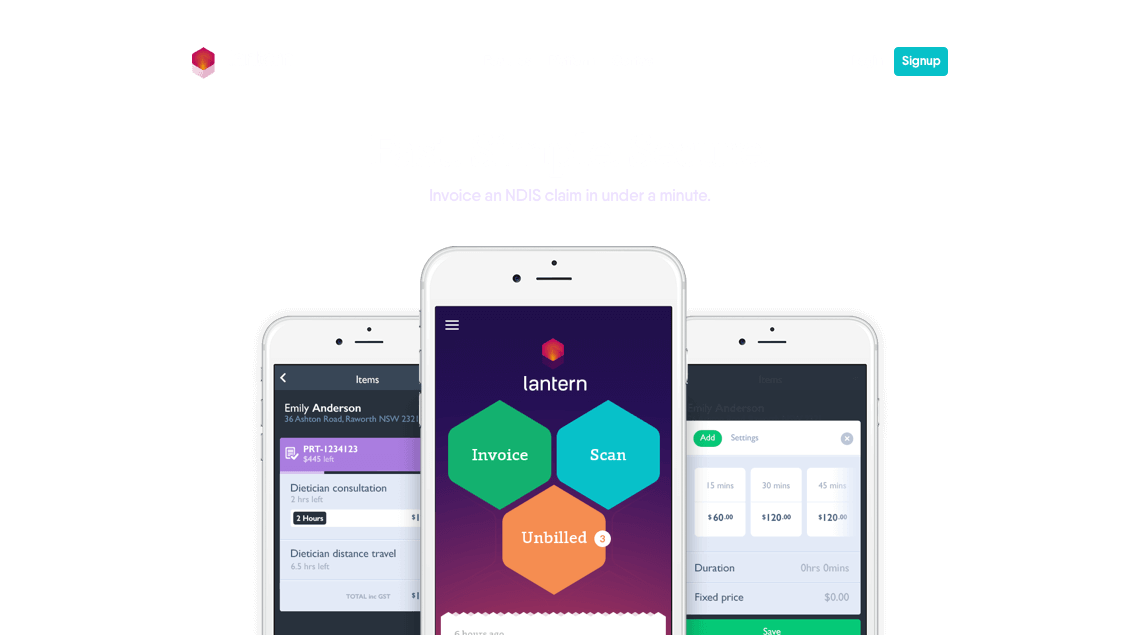 Signup
Invoice an NDIS claim in under a minute.
Items
Emily Anderson
36 Ashton Road, Raworth NSW 2321
PRT-1234123
$445 left
Dietician consultation
2 hrs left
2 Hours
$1
Dietician distance travel
6.5 hrs left
TOTAL inc GST
$1
lantern
Invoice
Scan
Unbilled 3
6 hours ago
Items
Emily Anderson
Add Settings
15 mins 30 mins 45 mins
$60.00 $120.00 $120.00
Duration 0hrs 0mins
Fixed price $0.00
Save